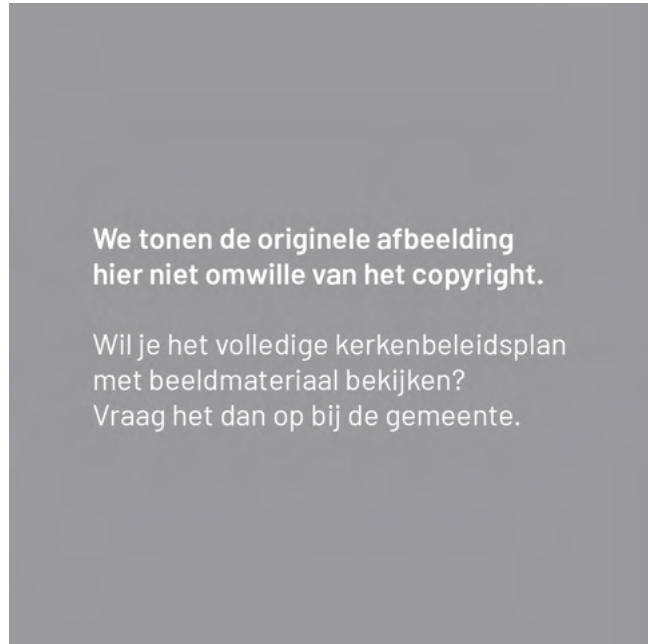 We tonen de originele afbeelding
hier niet omwille van het copyright.
Wil je het volledige kerkenbeleidsplan
met beeldmateriaal bekijken?
Vraag het dan op bij de gemeente.